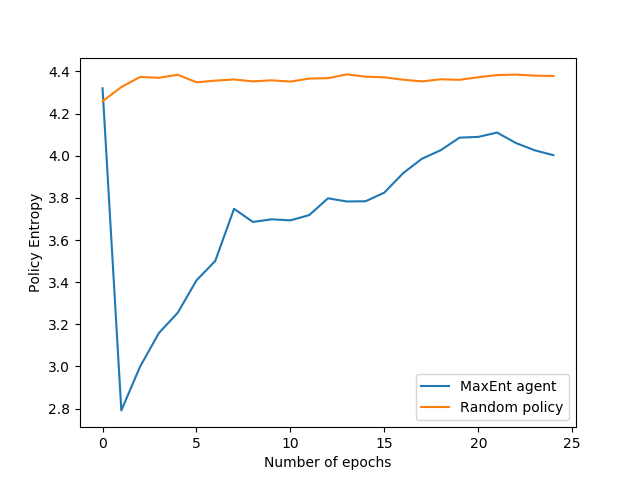 4.4
4.2
4.0
3.8
3.6
3.4
3.2
3.0
2.8
Policy Entropy
MaxEnt agent
Random policy
0 5 10 15 20 25
Number of epochs